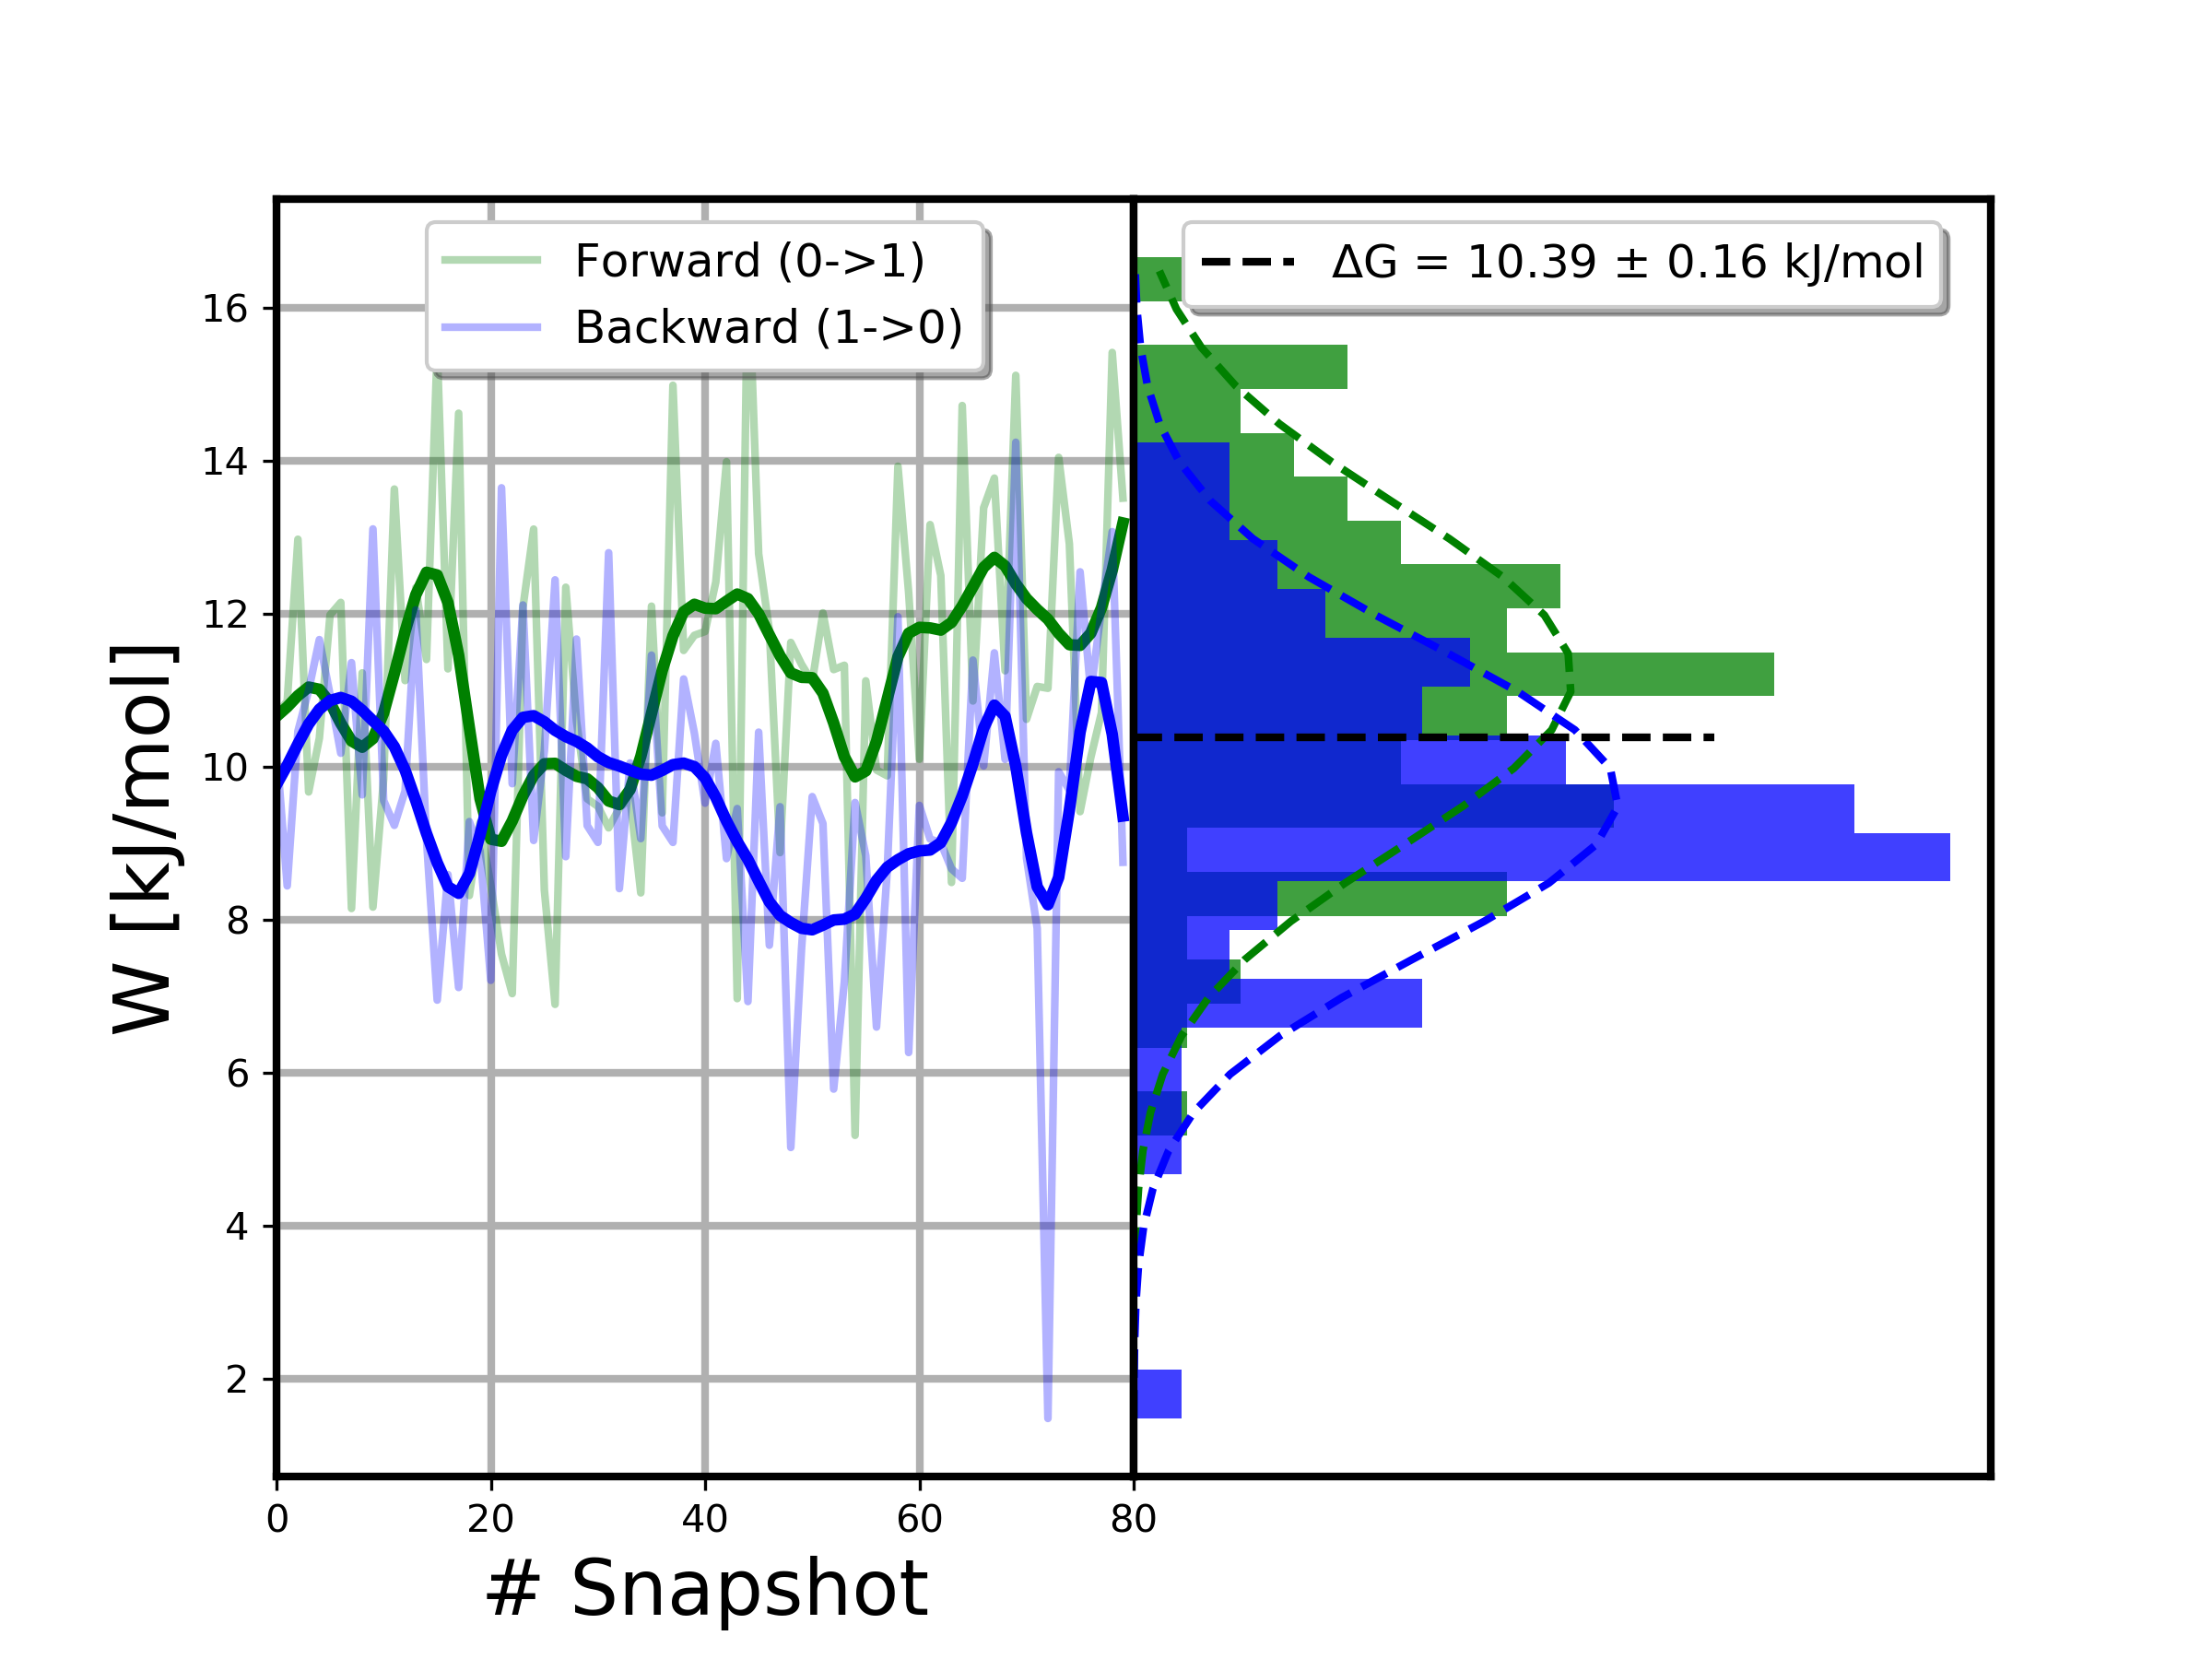 Forward (0->1)
Backward (1->0)
ΔG = 10.39 ± 0.16 kJ/mol
16
14
12
10
8
6
4
2
W [kJ/mol]
0 20 40 60 80
# Snapshot